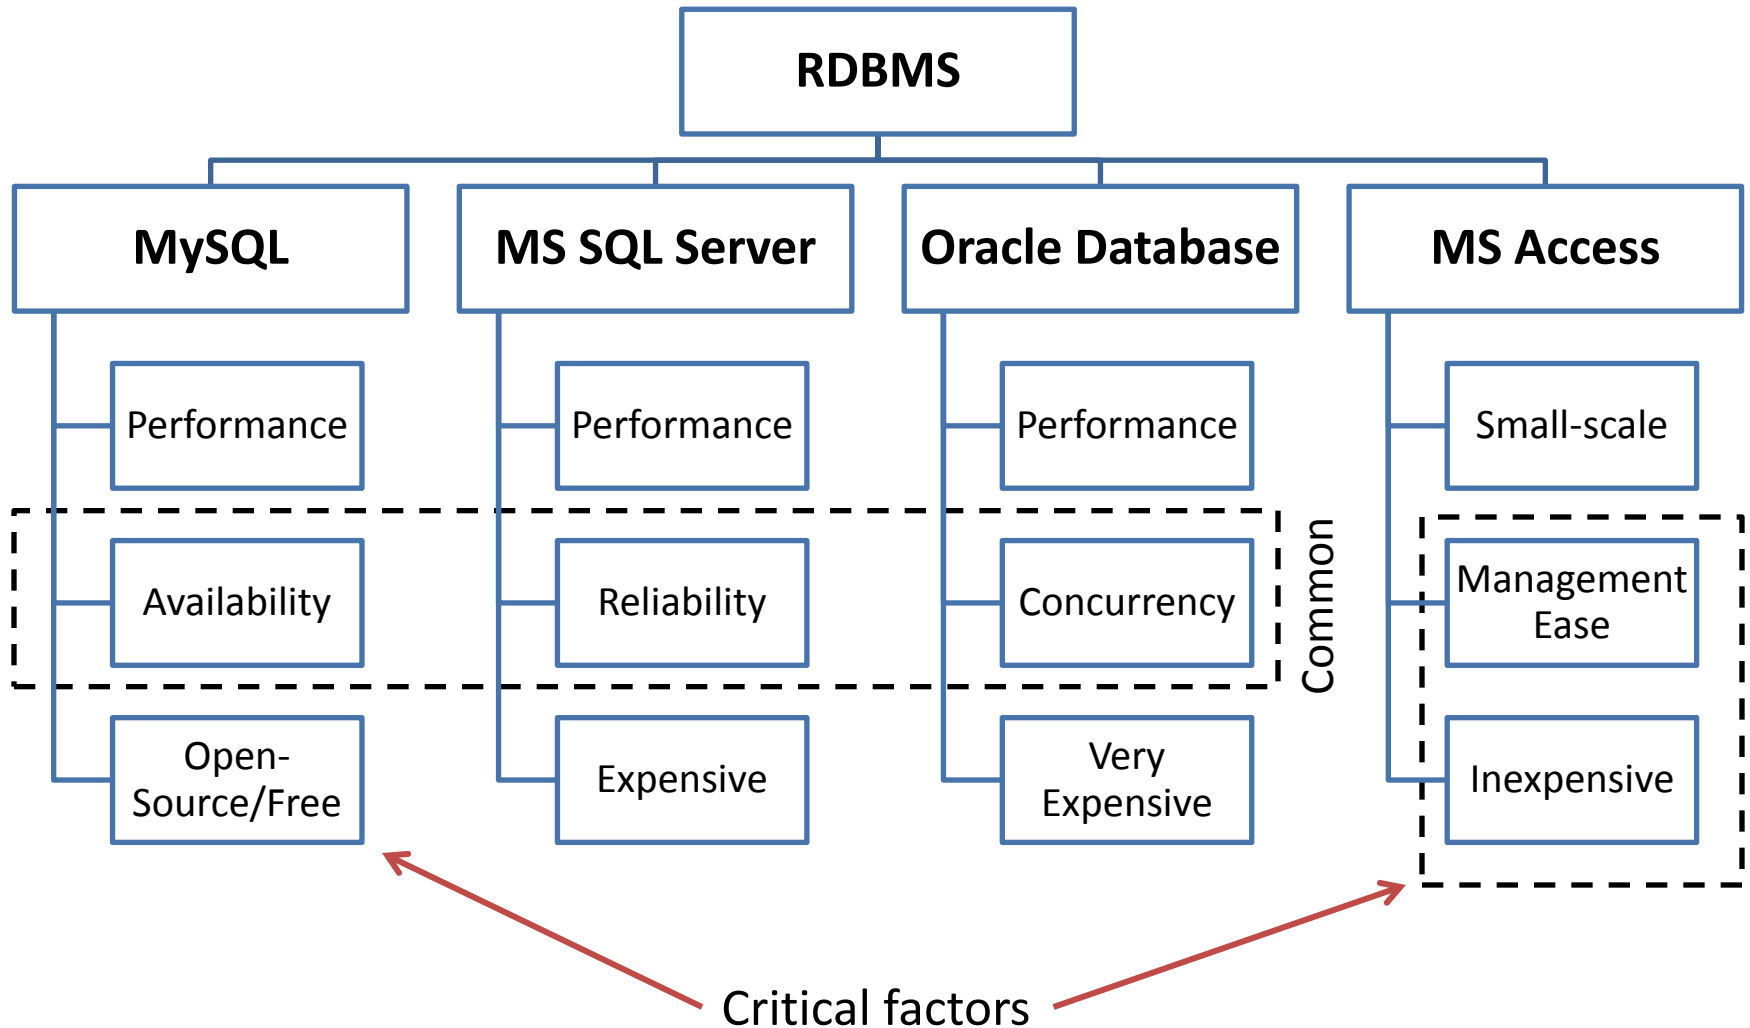 RDBMS
MySQL
MS SQL Server
Oracle Database
MS Access
Performance
Performance
Performance
Small-scale
Availability
Reliability
Concurrency
Common
Management
Ease
Open-
Source/Free
Expensive
Very
Expensive
Inexpensive
Critical factors